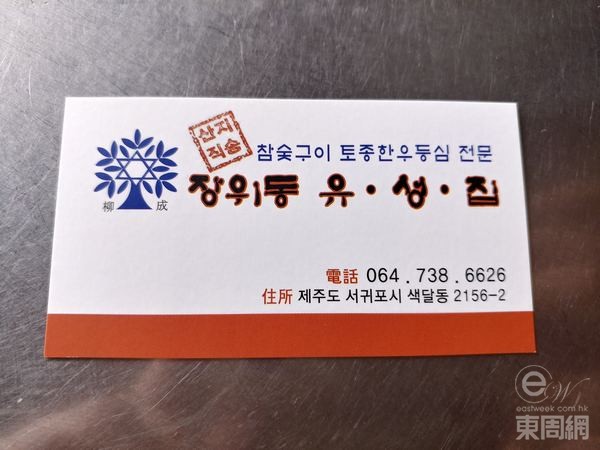 산지
직송
참숯구이 토종한우등심 전문
장위동 유·생·집
柳 成
電話 064.738.6626
住所 제주도 서귀포시 색달동 2156-2
eW
eastweek.com.hk
東周網